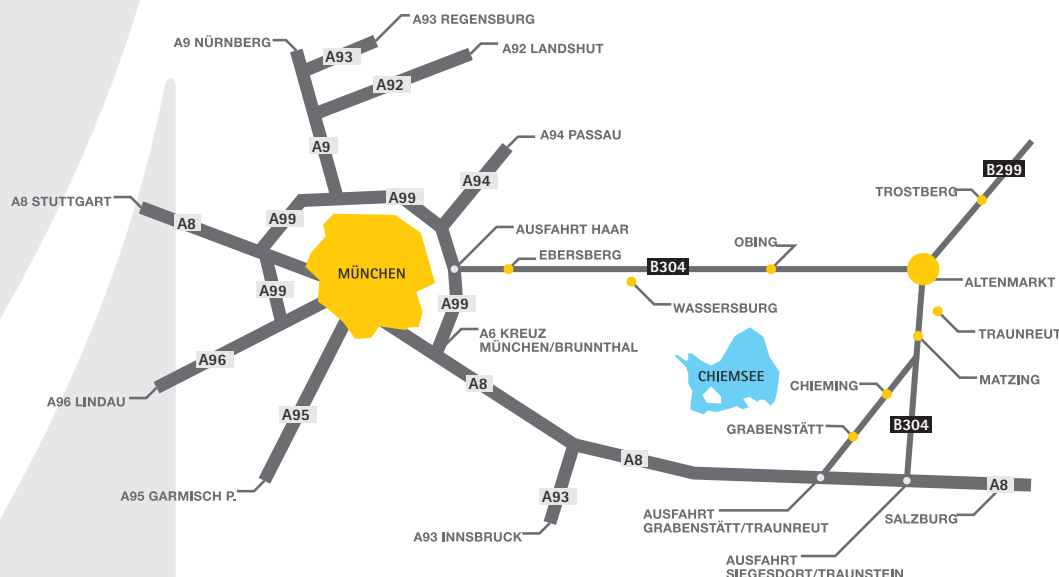 A93 REGENSBURG
A9 NÜRNBERG
A92 LANDSHUT
A93
A92
A9
A94 PASSAU
A94
B299
TROSTBERG
A8 STUTTGART
A8
A99
A99
AUSFAHRT HAAR
OBING
EBERSBERG
MÜNCHEN
B304
ALTENMARKT
A99
A99
WASSERSBURG
A6 KREUZ
MÜNCHEN/BRUNNTHAL
TRAUNREUT
A96
A8
CHIEMSEE
CHIEMING
MATZING
A96 LINDAU
A95
GRABENSTÄTT
B304
A8
A8
A95 GARMISCH P.
A93
AUSFAHRT
GRABENSTÄTT/TRAUNREUT
SALZBURG
A93 INNSBRUCK
AUSFAHRT
SIEGESDORT/TRAUNSTEIN